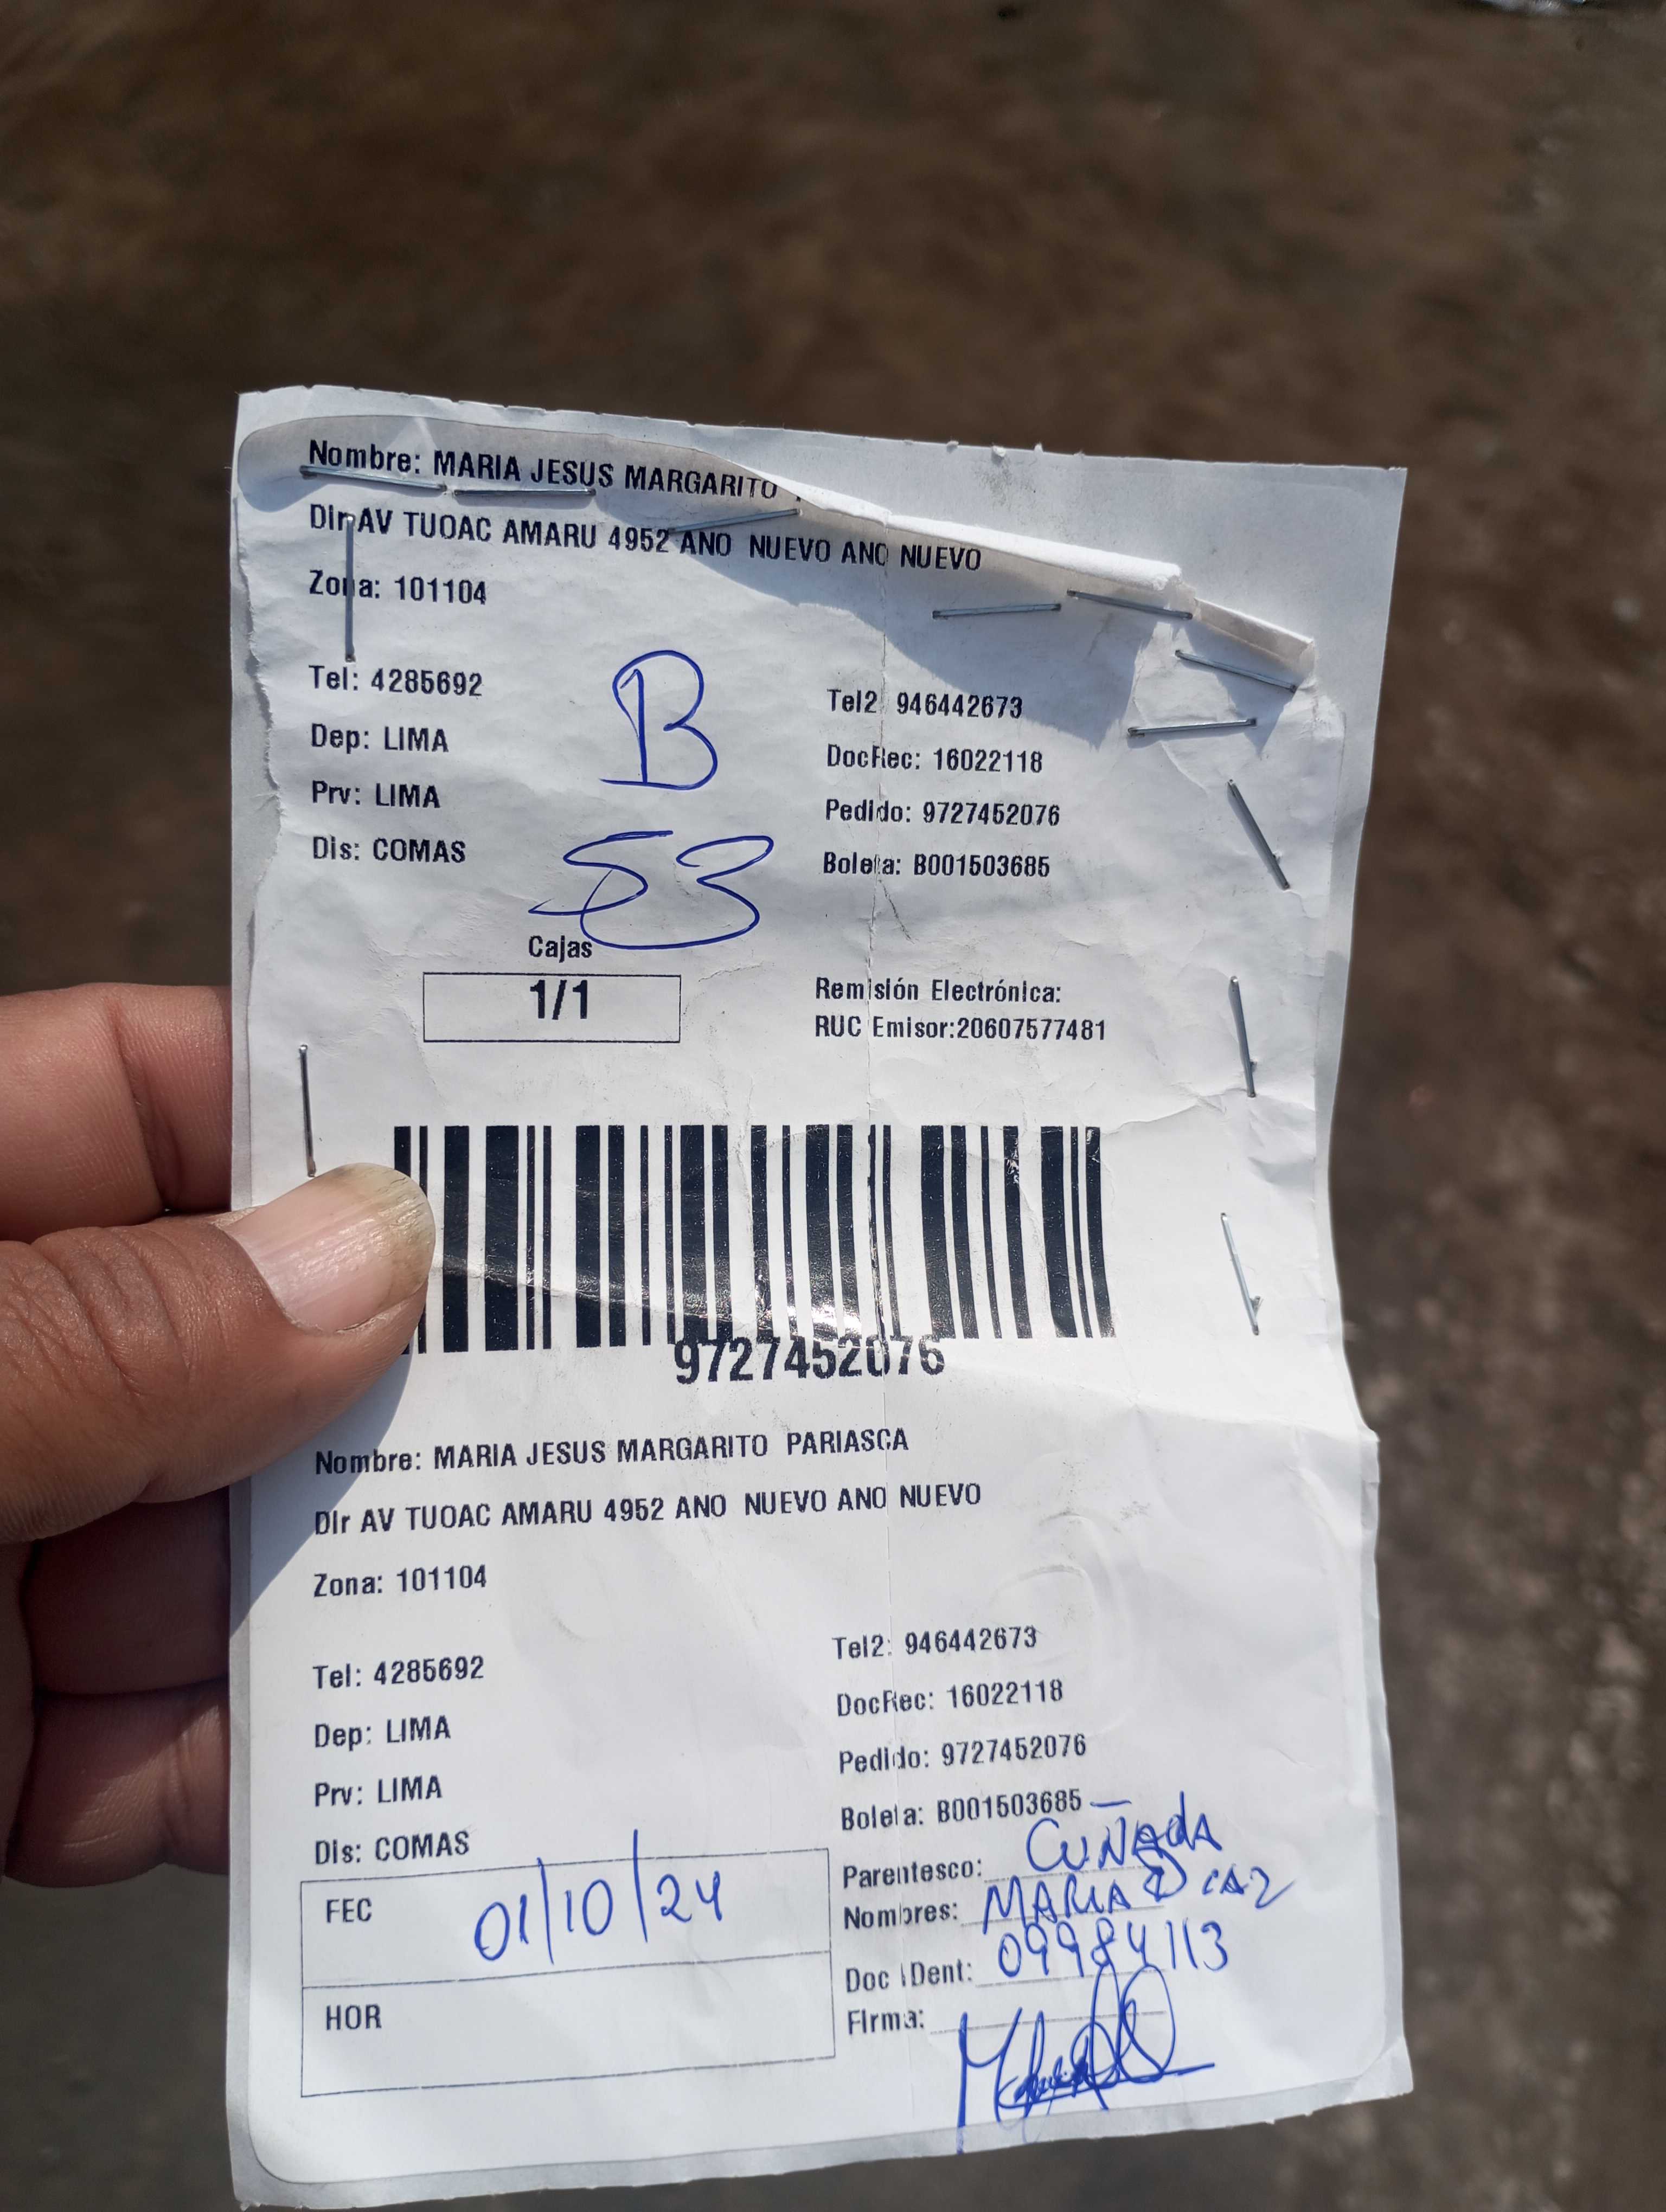 Nombre: MARIA JESUS MARGARITO
Dir AV TUOAC AMARU 4952 ANO NUEVO ANO NUEVO
Zona: 101104
Tel: 4285692
Tel2: 946442673
Dep: LIMA
DocRec: 16022118
Prv: LIMA
Pedido: 9727452076
Dis: COMAS
Boleta: B001503685
B
53
Cajas
1/1
Remisión Electrónica:
RUC Emisor:20607577481
9727452076
Nombre: MARIA JESUS MARGARITO PARIASCA
Dir AV TUOAC AMARU 4952 ANO NUEVO ANO NUEVO
Zona: 101104
Tel: 4285692
Tel2: 946442673
Dep: LIMA
DocRec: 16022118
Prv: LIMA
Pedido: 9727452076
Dis: COMAS
Boleta: B001503685
FEC 01/10/24
HOR
Parentesco: CUÑAdA
Nombres: MARIA DIAZ
Doc IDent: 09984113
Firma: